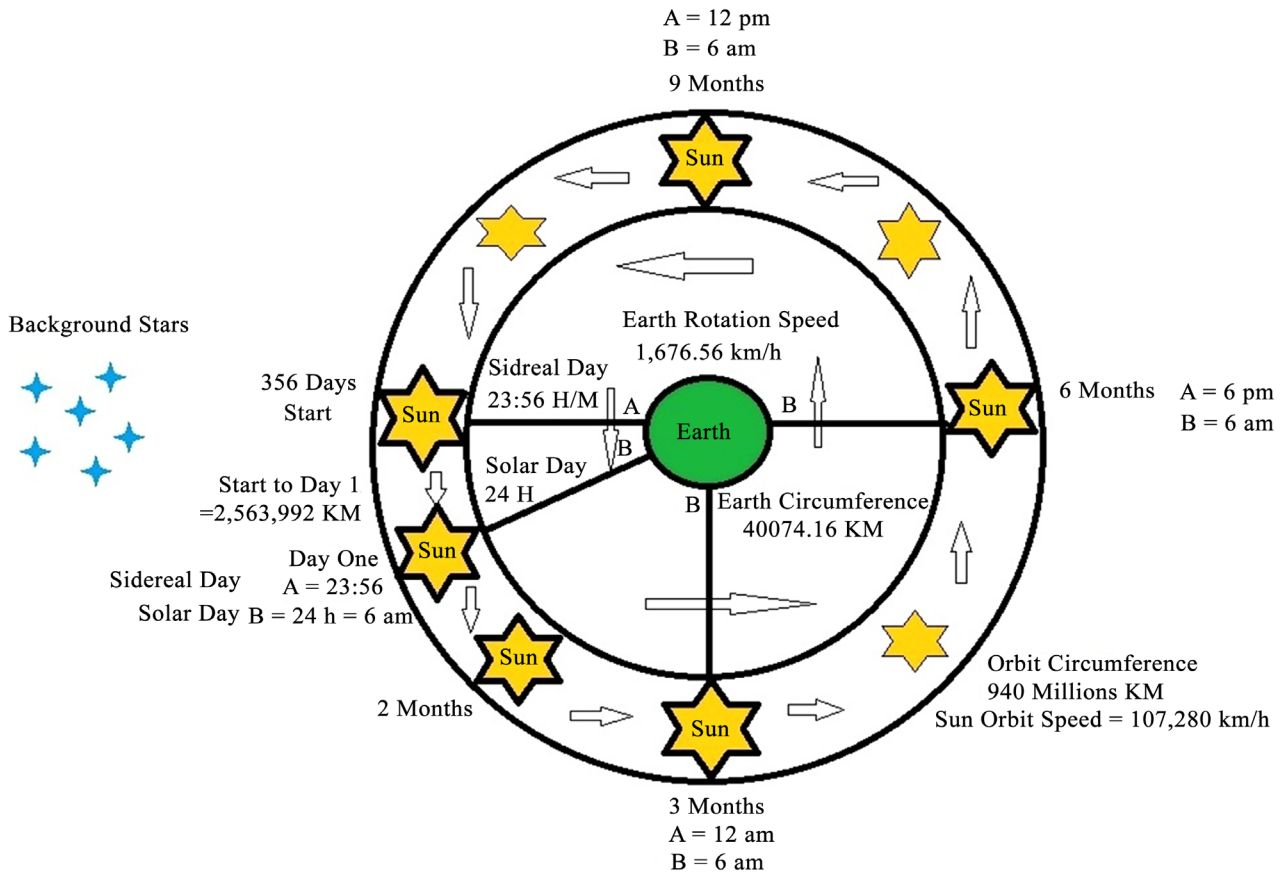 A = 12 pm
B = 6 am
9 Months
Sun
Background Stars
Earth Rotation Speed
1,676.56 km/h
356 Days
Start
Sun
Sidreal Day
23:56 H/M
A
B
Earth
B
Sun
6 Months
A = 6 pm
B = 6 am
Solar Day
24 H
B
Earth Circumference
40074.16 KM
Start to Day 1
=2,563,992 KM
Sun
Day One
Sidereal Day
A = 23:56
Solar Day
B = 24 h = 6 am
Sun
2 Months
Orbit Circumference
940 Millions KM
Sun Orbit Speed = 107,280 km/h
Sun
3 Months
A = 12 am
B = 6 am